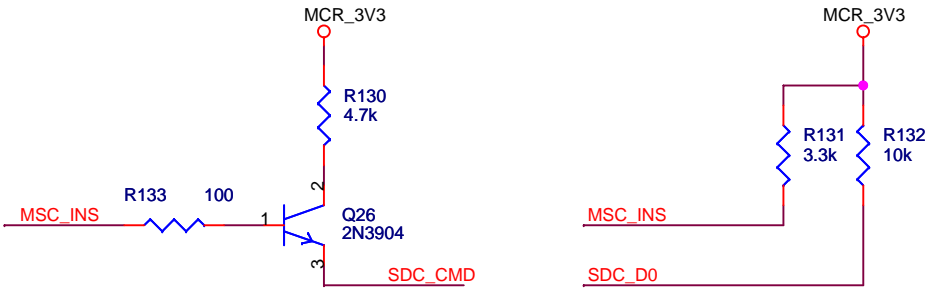 MCR_3V3
MCR_3V3
R130
4.7k
R131
3.3k
R132
10k
R133 100
2
MSC_INS
1
Q26
2N3904
MSC_INS
3
SDC_CMD
SDC_D0